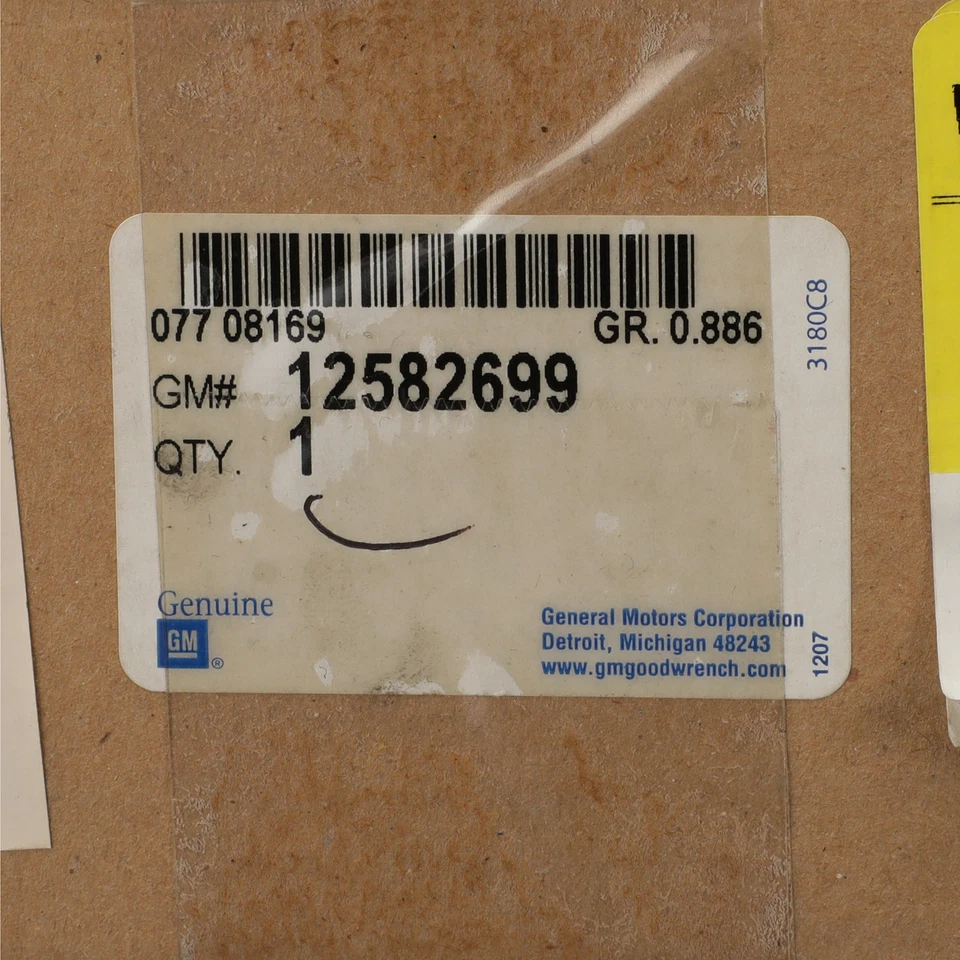 077 08169 GR. 0.886
GM# 12582699
QTY. 1
Genuine
GM ®
General Motors Corporation
Detroit, Michigan 48243
www.gmgoodwrench.com
3180C8
1207